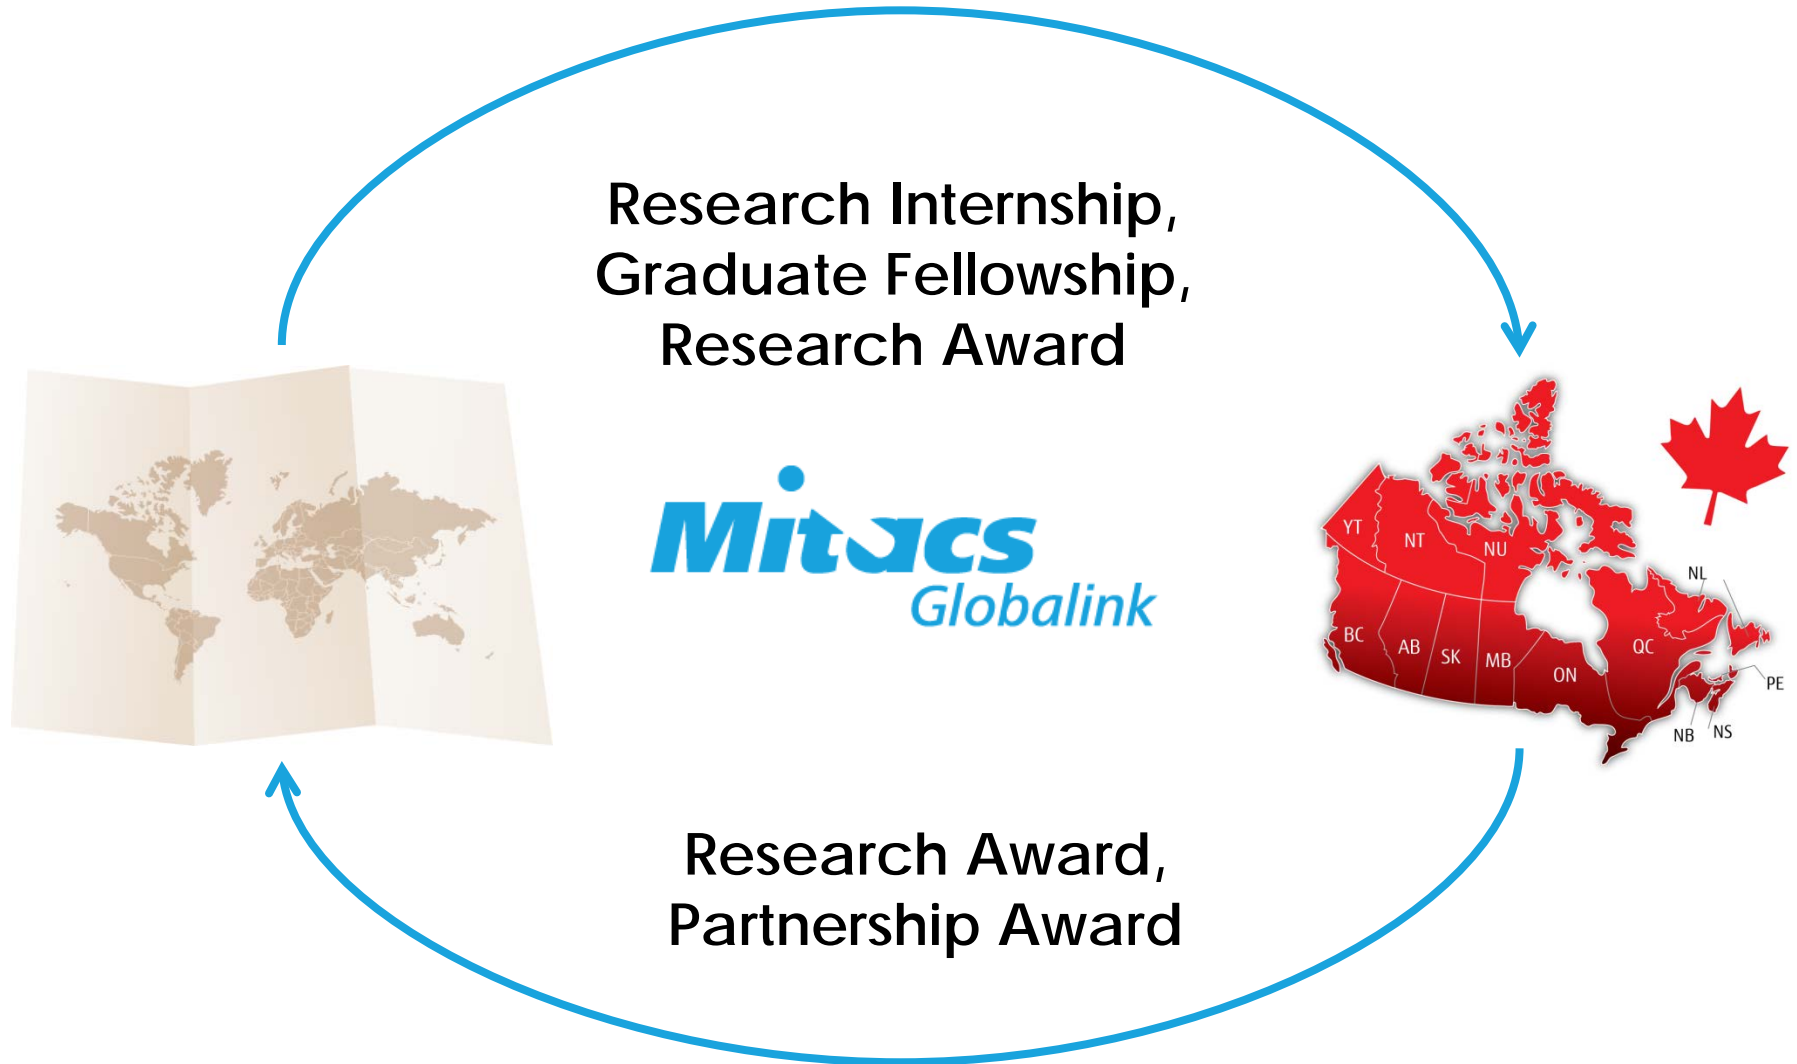 Research Internship,
Graduate Fellowship,
Research Award
Mitacs
Globalink
YT
NT
NU
NL
BC
AB
SK
MB
ON
QC
PE
NB
NS
Research Award,
Partnership Award